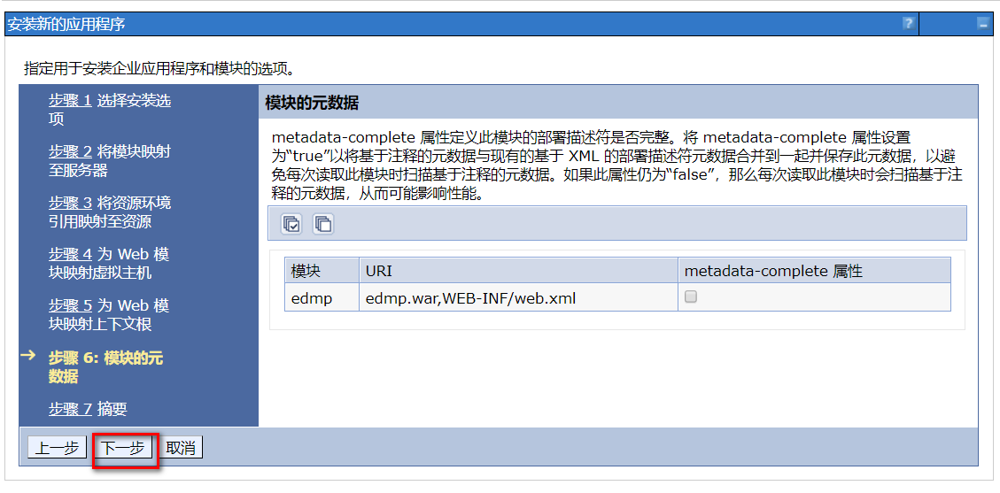 安装新的应用程序
?
指定用于安装企业应用程序和模块的选项。
步骤 1 选择安装选
项
步骤 2 将模块映射
至服务器
步骤 3 将资源环境
引用映射至资源
步骤 4 为 Web 模
块映射虚拟主机
步骤 5 为 Web 模
块映射上下文根
步骤 6: 模块的元
数据
步骤 7 摘要
模块的元数据
metadata-complete 属性定义此模块的部署描述符是否完整。将 metadata-complete 属性设置
为“true”以将基于注释的元数据与现有的基于 XML 的部署描述符元数据合并到一起并保存此元数据，以避
免每次读取此模块时扫描基于注释的元数据。如果此属性仍为“false”，那么每次读取此模块时会扫描基于注
释的元数据，从而可能影响性能。
模块 URI metadata-complete 属性
edmp edmp.war,WEB-INF/web.xml
上一步 下一步 取消